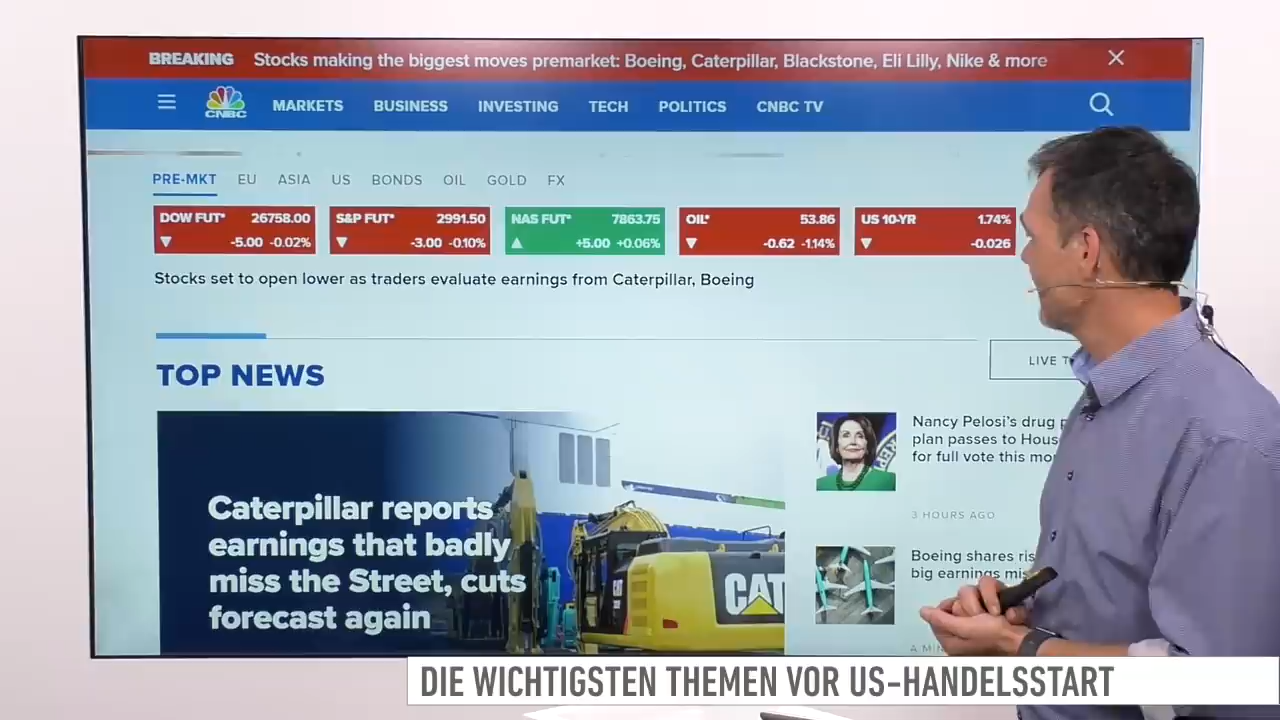 BREAKING Stocks making the biggest moves premarket: Boeing, Caterpillar, Blackstone, Eli Lilly, Nike & more
CNBC MARKETS BUSINESS INVESTING TECH POLITICS CNBC TV
PRE-MKT EU ASIA US BONDS OIL GOLD FX
DOW FUT* 26758.00
-5.00 -0.02%
S&P FUT* 2991.50
-3.00 -0.10%
NAS FUT* 7863.75
+5.00 +0.06%
OIL* 53.86
-0.62 -1.14%
US 10-YR 1.74%
-0.026
Stocks set to open lower as traders evaluate earnings from Caterpillar, Boeing
LIVE
TOP NEWS
Caterpillar reports
earnings that badly
miss the Street, cuts
forecast again
CAT
Nancy Pelosi's drug
plan passes to
for full vote this
3 HOURS AGO
Boeing shares
big earnings
DIE WICHTIGSTEN THEMEN VOR US-HANDELSSTART